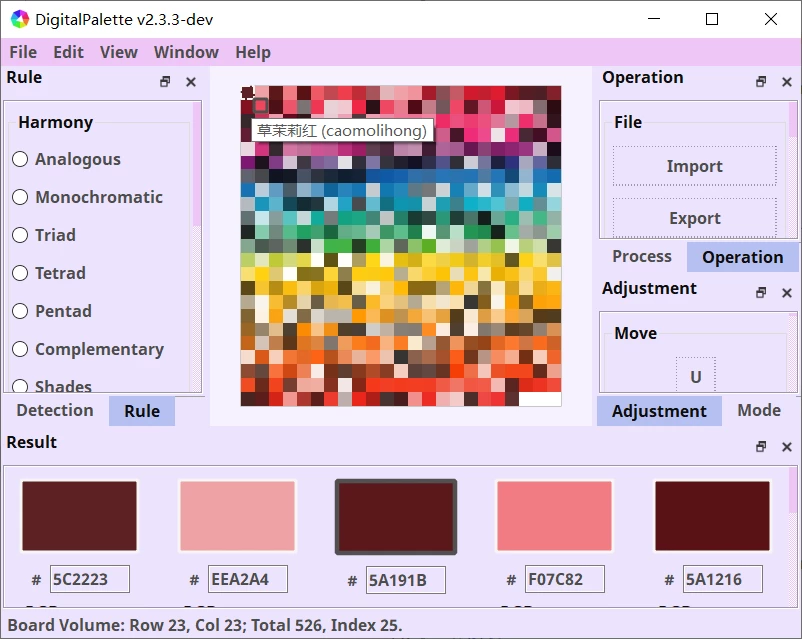 DigitalPalette v2.3.3-dev
File Edit View Window Help
Rule
Harmony
Analogous
Monochromatic
Triad
Tetrad
Pentad
Complementary
Shades
Detection Rule
草茉莉红 (caomolihong)
Operation
File
Import
Export
Process Operation
Adjustment
Move
U
Adjustment Mode
Result
# 5C2223
# EEA2A4
# 5A191B
# F07C82
# 5A1216
Board Volume: Row 23, Col 23; Total 526, Index 25.